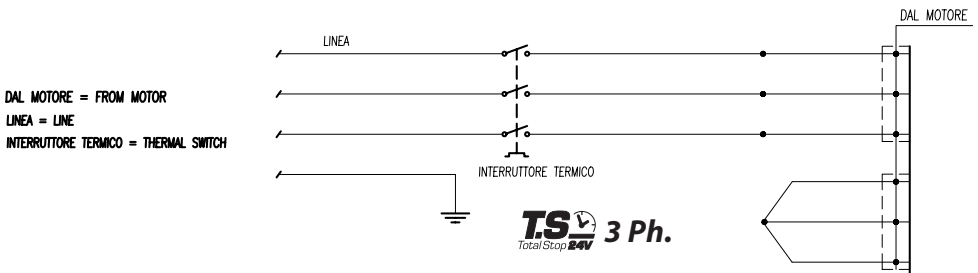 DAL MOTORE
LINEA
DAL MOTORE = FROM MOTOR
LINEA = LINE
INTERRUTTORE TERMICO = THERMAL SWITCH
INTERRUTTORE TERMICO
T.S 3 Ph.
Total Stop 24V